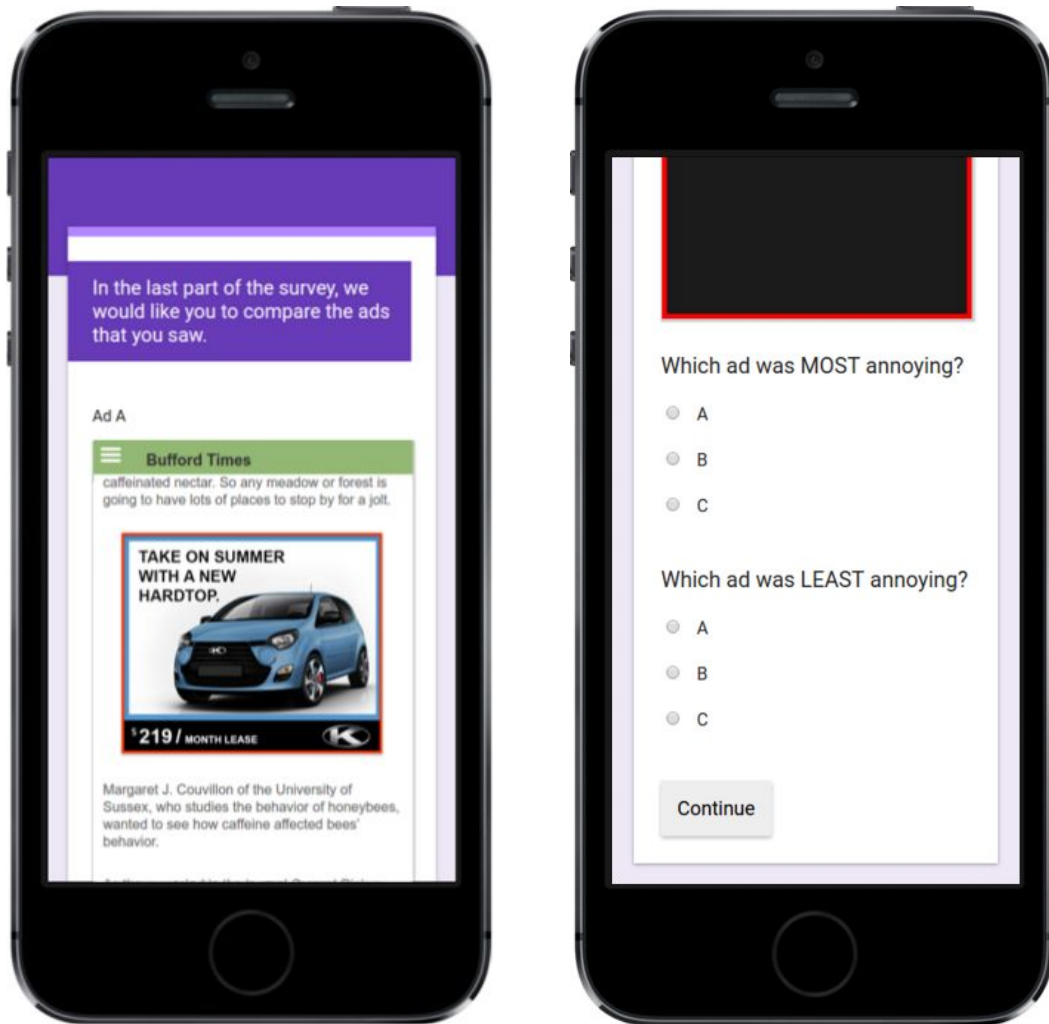 In the last part of the survey, we
would like you to compare the ads
that you saw.
Ad A
Bufford Times
caffeinated nectar. So any meadow or forest is
going to have lots of places to stop by for a jolt.
TAKE ON SUMMER
WITH A NEW
HARDTOP.
$219/ MONTH LEASE
Margaret J. Couvillon of the University of
Sussex, who studies the behavior of honeybees,
wanted to see how caffeine affected bees'
behavior.
Which ad was MOST annoying?
A
B
C
Which ad was LEAST annoying?
A
B
C
Continue